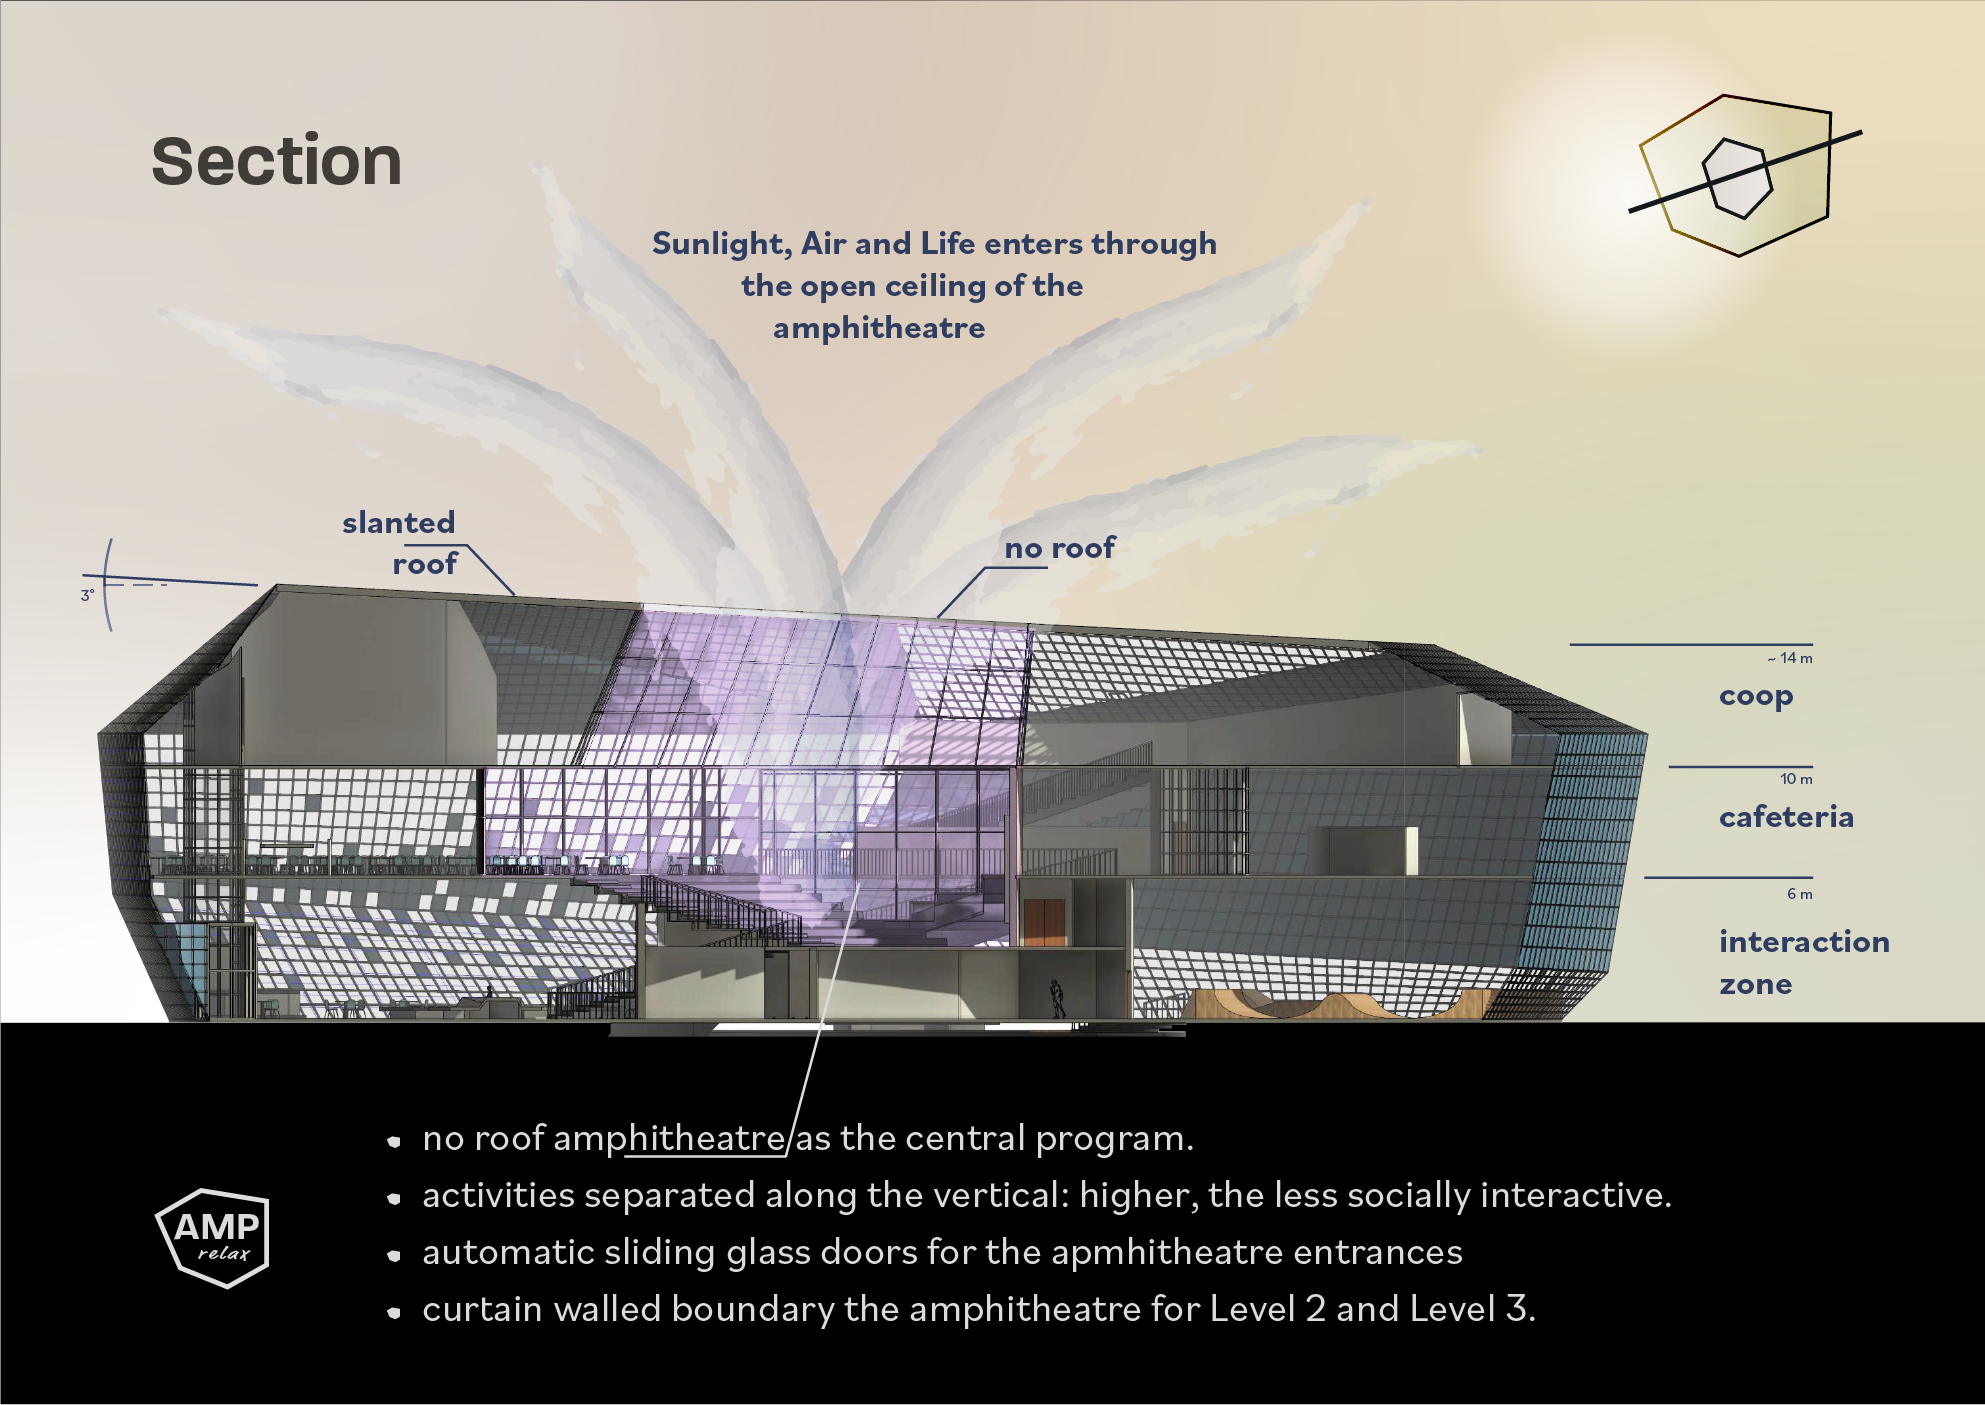 Section
Sunlight, Air and Life enters through
the open ceiling of the
amphitheatre
slanted
roof
no roof
3°
~ 14 m
coop
10 m
cafeteria
6 m
interaction
zone
no roof amphitheatre as the central program.
activities separated along the vertical: higher, the less socially interactive.
automatic sliding glass doors for the apmhitheatre entrances
curtain walled boundary the amphitheatre for Level 2 and Level 3.
AMP
relax